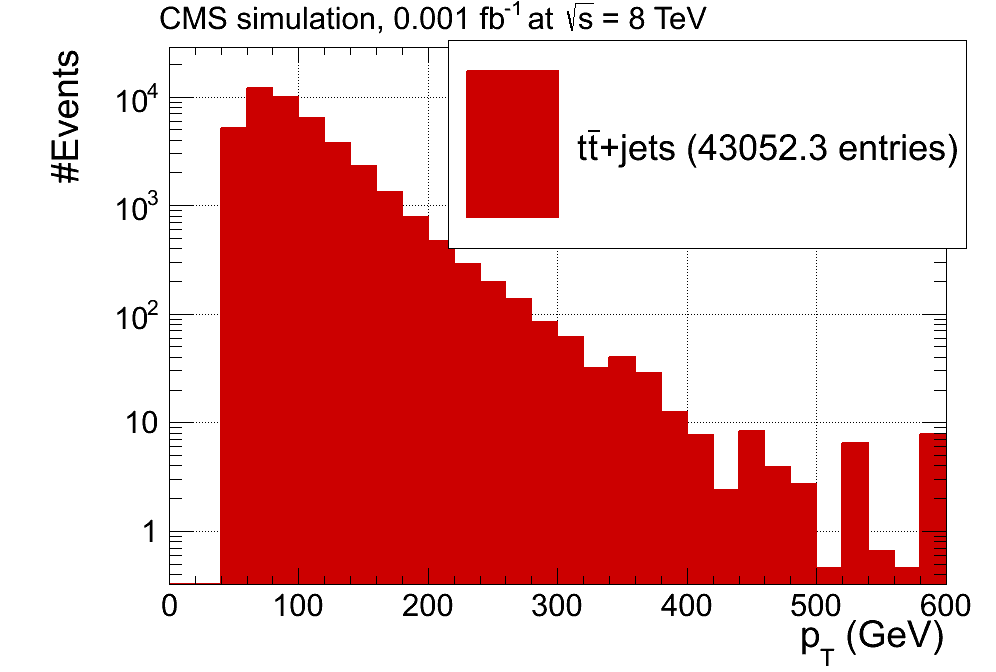 CMS simulation, 0.001 fb⁻¹ at √s = 8 TeV
#Events
10⁴
10³
10²
10
1
tt̄+jets (43052.3 entries)
0 100 200 300 400 500 600
p_T (GeV)